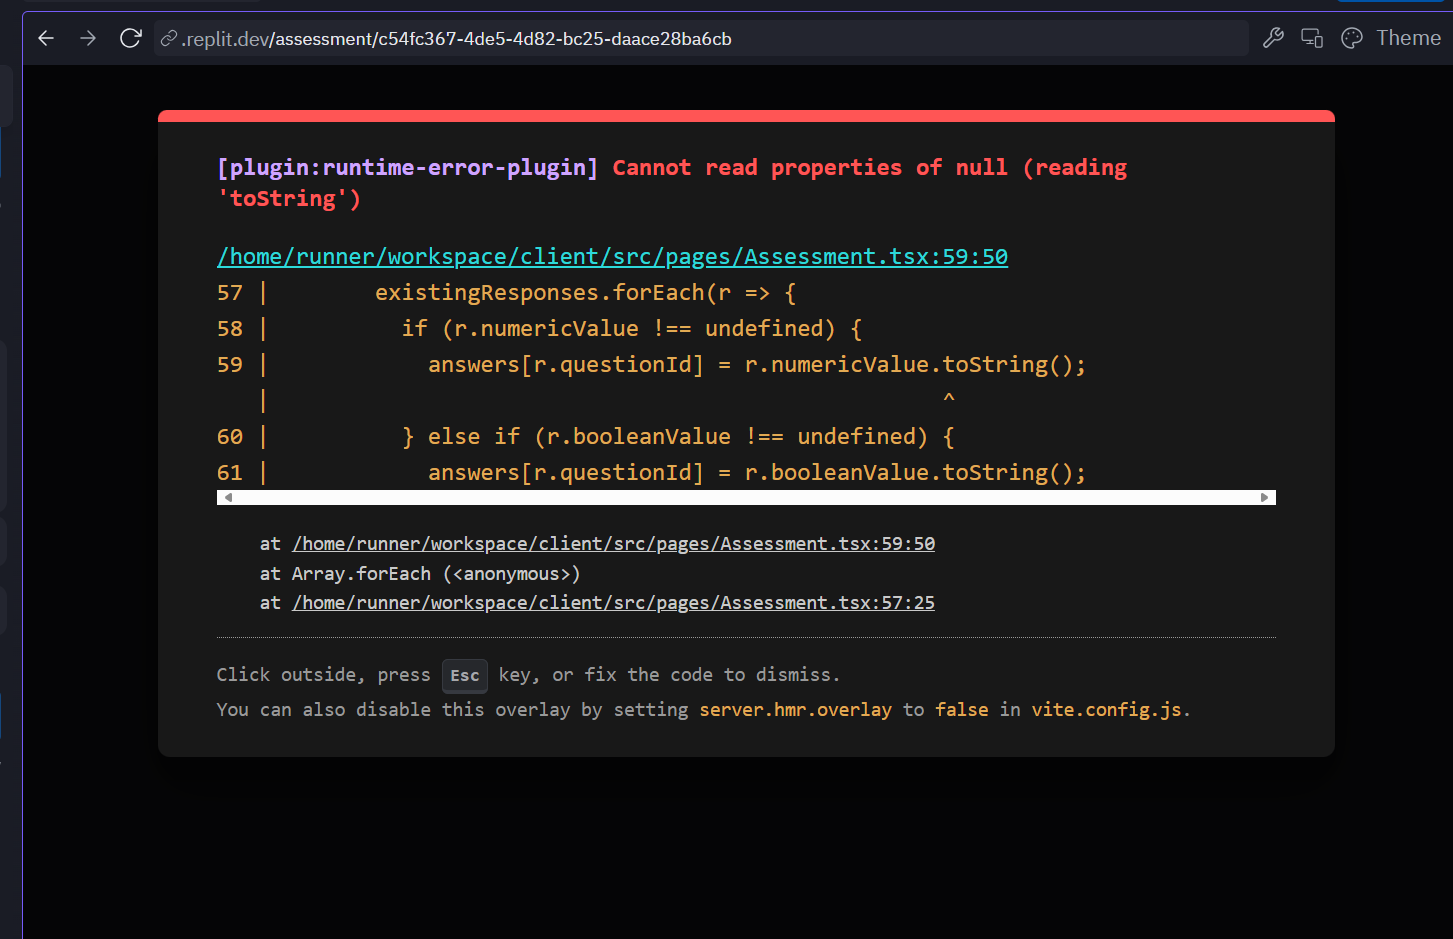 .replit.dev/assessment/c54fc367-4de5-4d82-bc25-daace28ba6cb
Theme
[plugin:runtime-error-plugin] Cannot read properties of null (reading
'toString')
/home/runner/workspace/client/src/pages/Assessment.tsx:59:50
57 |        existingResponses.forEach(r => {
58 |          if (r.numericValue !== undefined) {
59 |            answers[r.questionId] = r.numericValue.toString();
   |                                                   ^
60 |          } else if (r.booleanValue !== undefined) {
61 |            answers[r.questionId] = r.booleanValue.toString();
at /home/runner/workspace/client/src/pages/Assessment.tsx:59:50
at Array.forEach (<anonymous>)
at /home/runner/workspace/client/src/pages/Assessment.tsx:57:25
Click outside, press Esc key, or fix the code to dismiss.
You can also disable this overlay by setting server.hmr.overlay to false in vite.config.js.